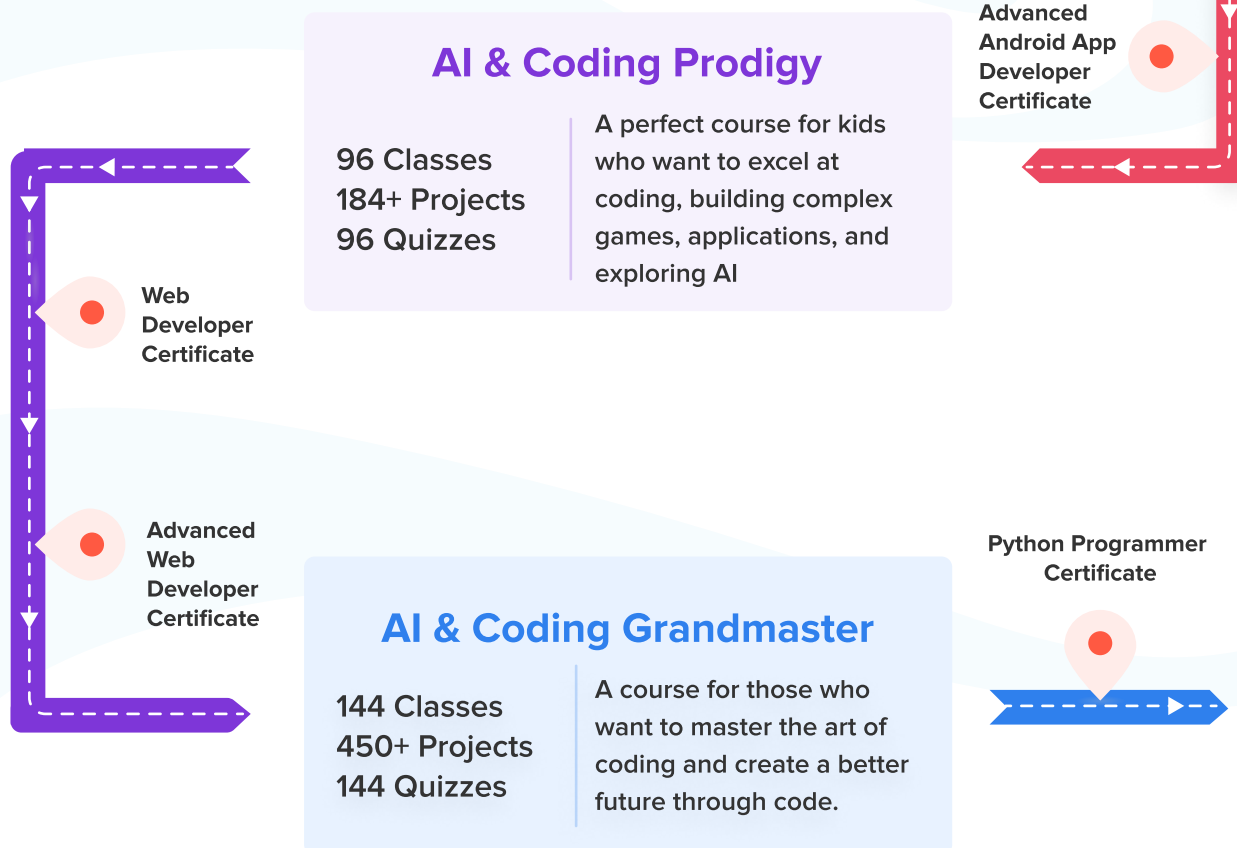 Advanced
Android App
Developer
Certificate
AI & Coding Prodigy
96 Classes
184+ Projects
96 Quizzes
A perfect course for kids
who want to excel at
coding, building complex
games, applications, and
exploring AI
Web
Developer
Certificate
Advanced
Web
Developer
Certificate
AI & Coding Grandmaster
144 Classes
450+ Projects
144 Quizzes
A course for those who
want to master the art of
coding and create a better
future through code.
Python Programmer
Certificate